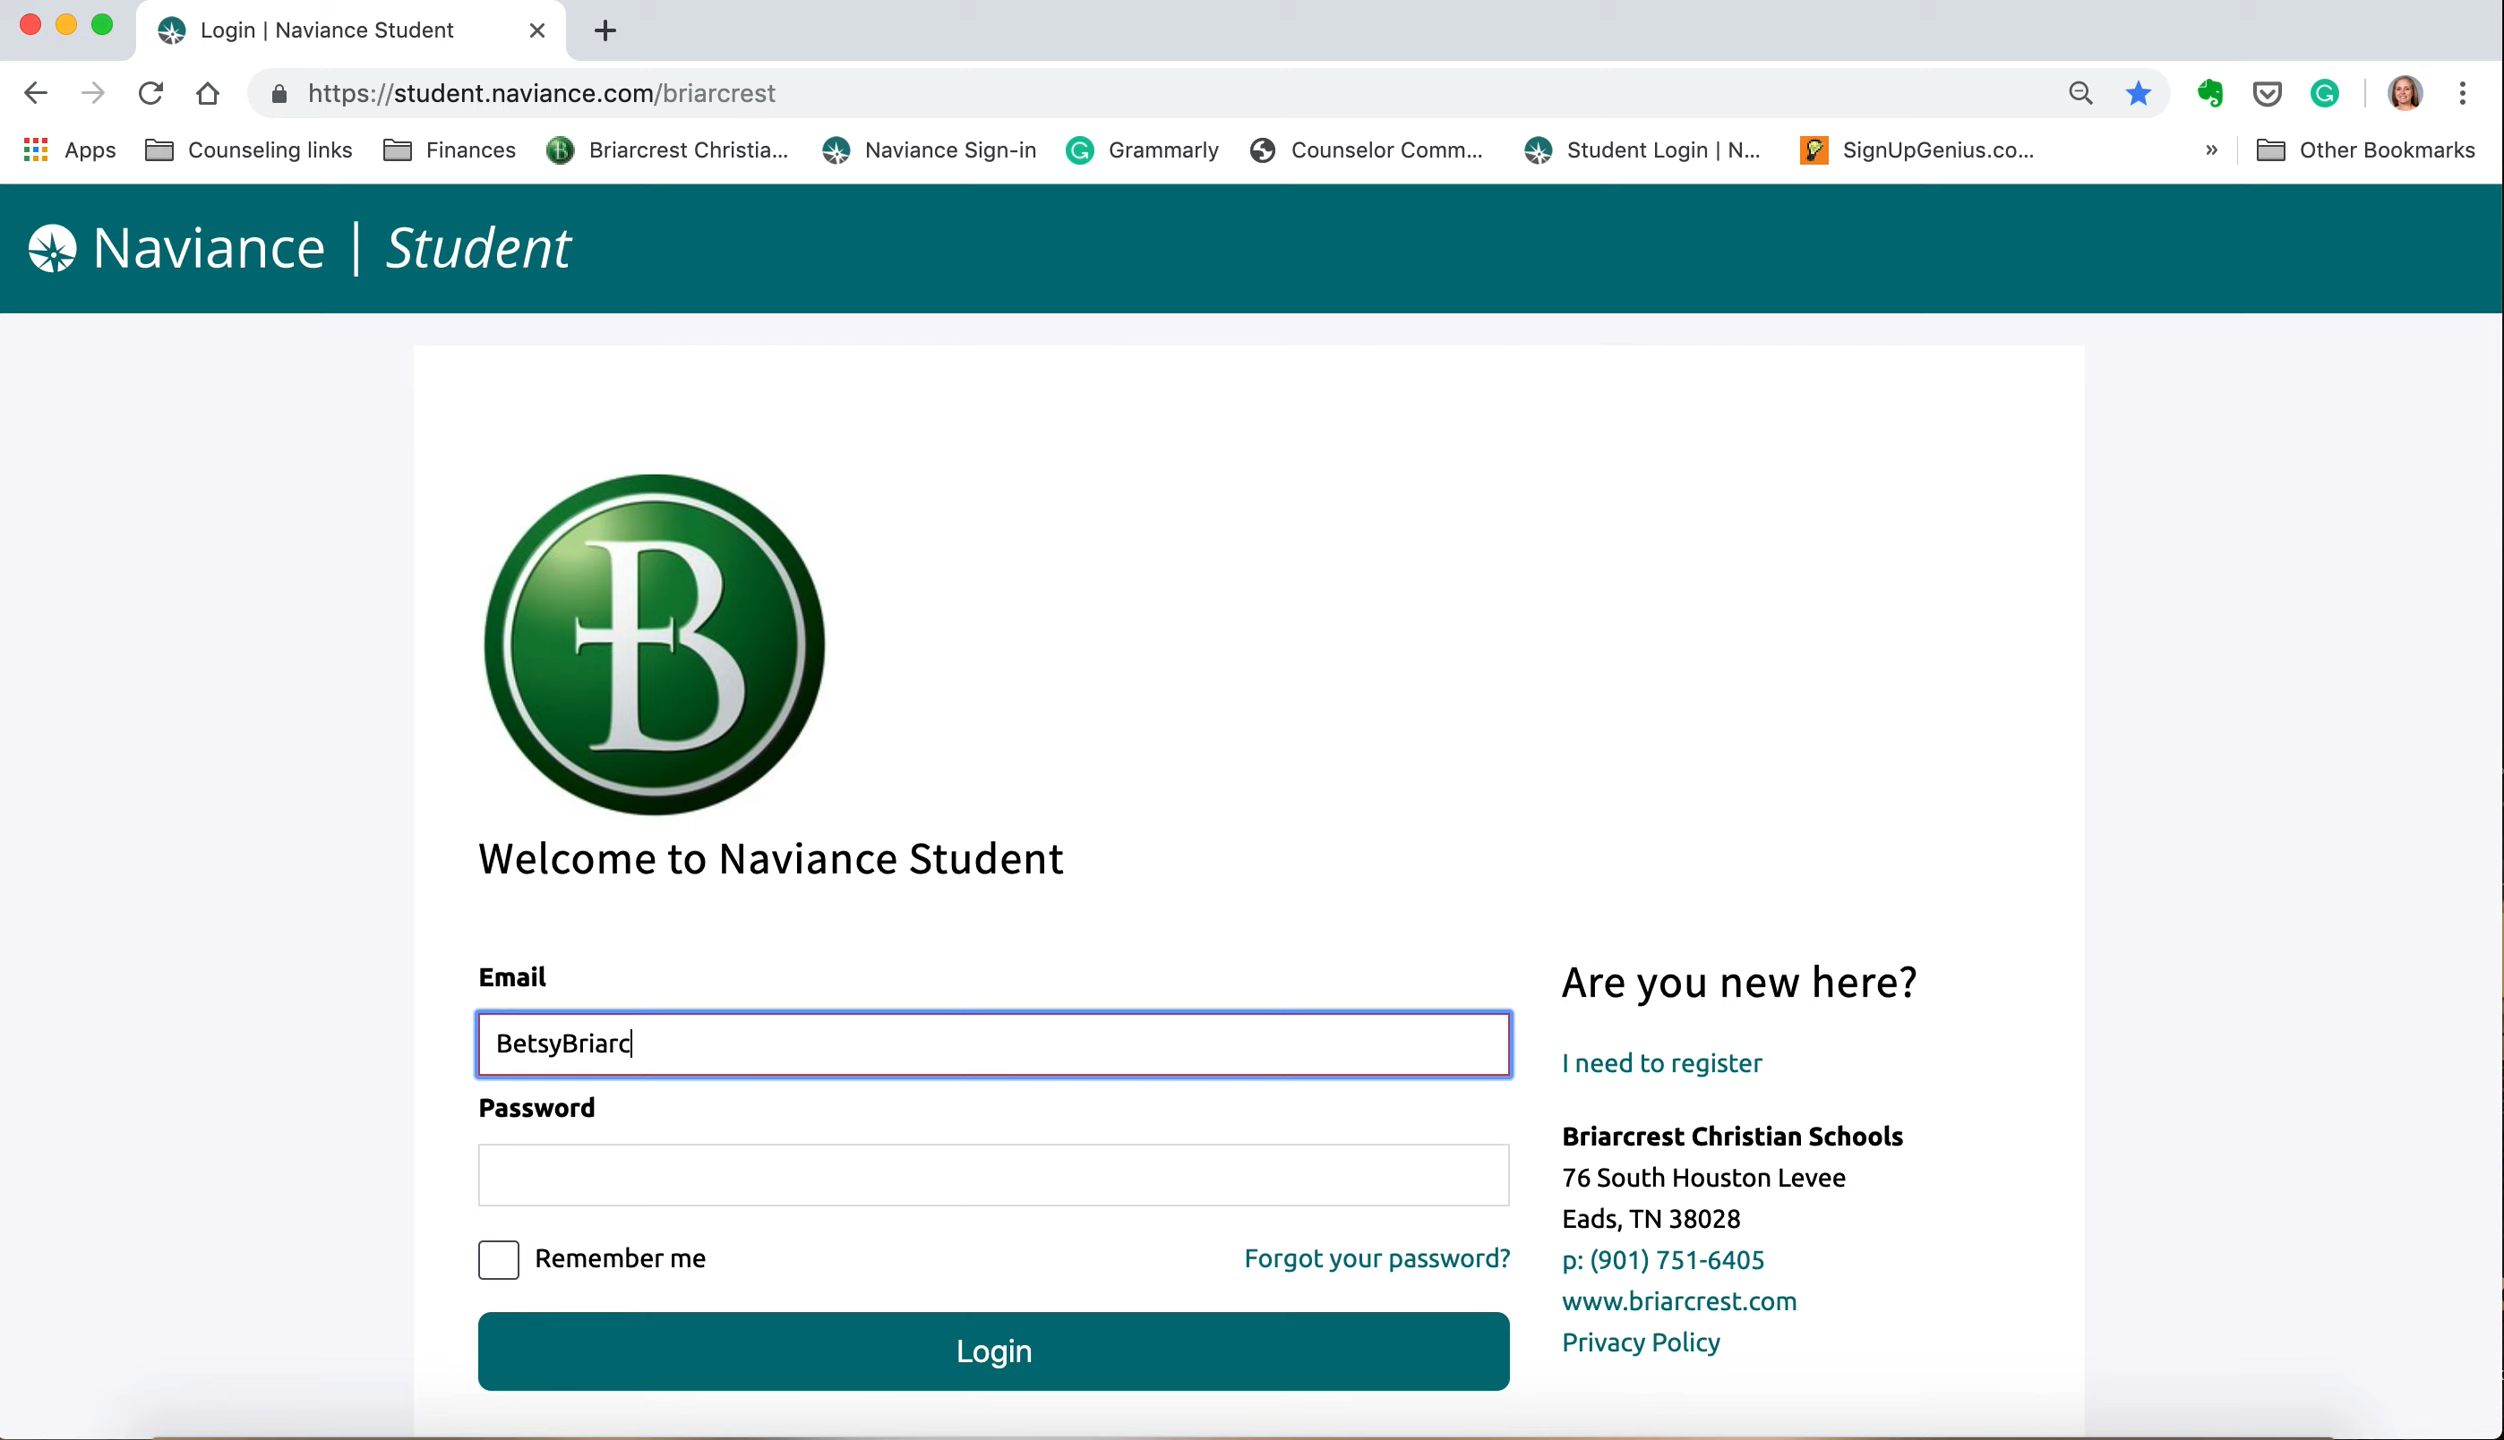 Login | Naviance Student
https://student.naviance.com/briarcrest
Apps Counseling links Finances Briarcrest Christia... Naviance Sign-in Grammarly Counselor Comm... Student Login | N... SignUpGenius.co... » Other Bookmarks
Naviance | Student
B
Welcome to Naviance Student
Email
BetsyBriarc
Password
Remember me
Forgot your password?
Login
Are you new here?
I need to register
Briarcrest Christian Schools
76 South Houston Levee
Eads, TN 38028
p: (901) 751-6405
www.briarcrest.com
Privacy Policy